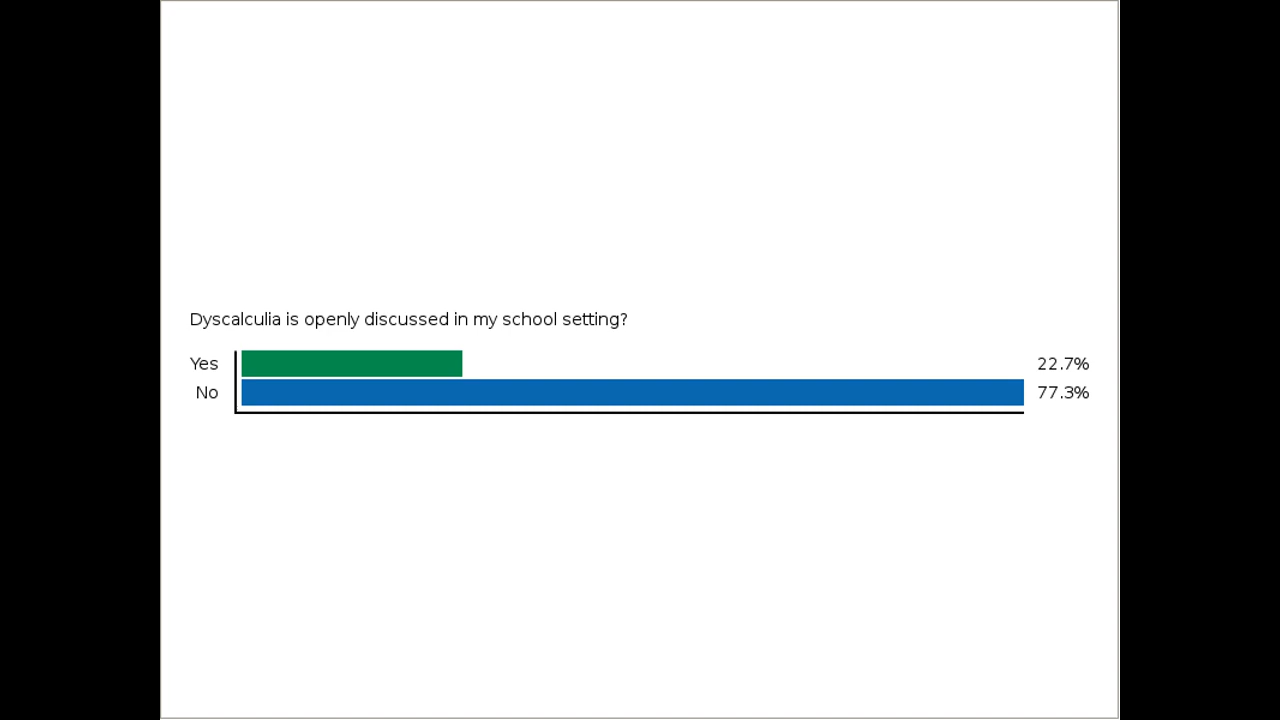 Dyscalculia is openly discussed in my school setting?
Yes 22.7%
No 77.3%